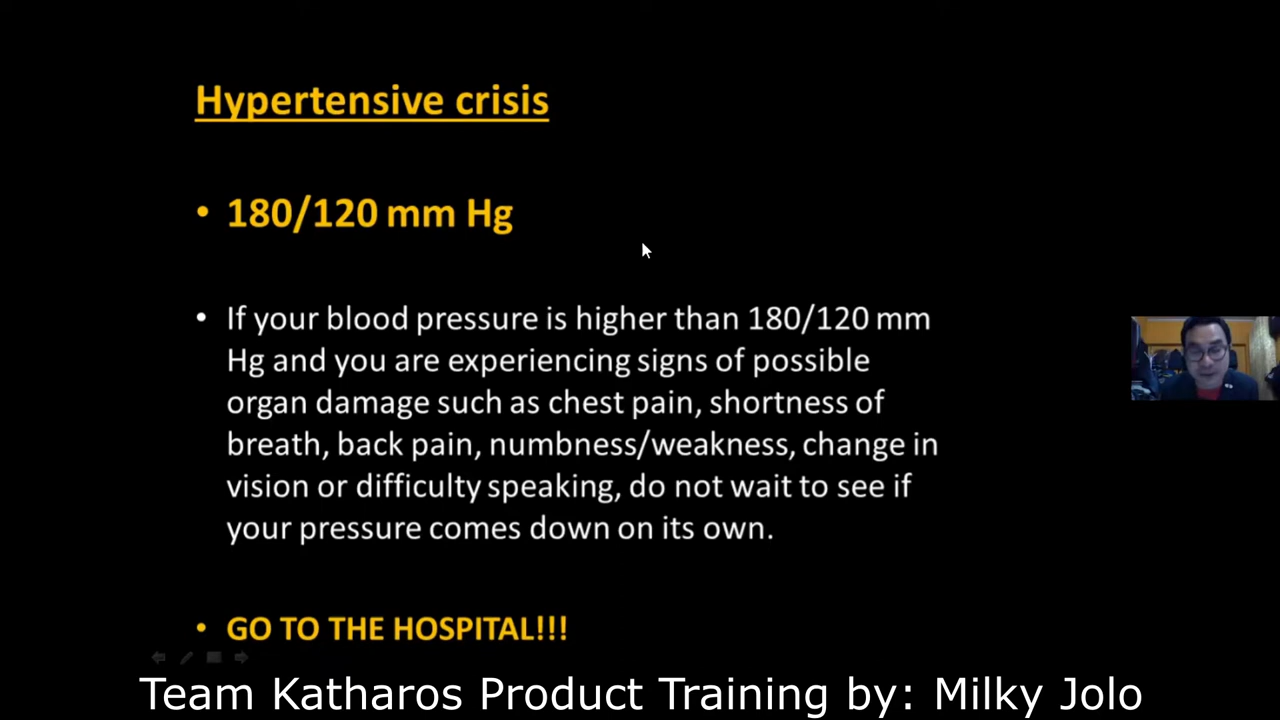 Hypertensive crisis
• 180/120 mm Hg
• If your blood pressure is higher than 180/120 mm
Hg and you are experiencing signs of possible
organ damage such as chest pain, shortness of
breath, back pain, numbness/weakness, change in
vision or difficulty speaking, do not wait to see if
your pressure comes down on its own.
• GO TO THE HOSPITAL!!!
Team Katharos Product Training by: Milky Jolo